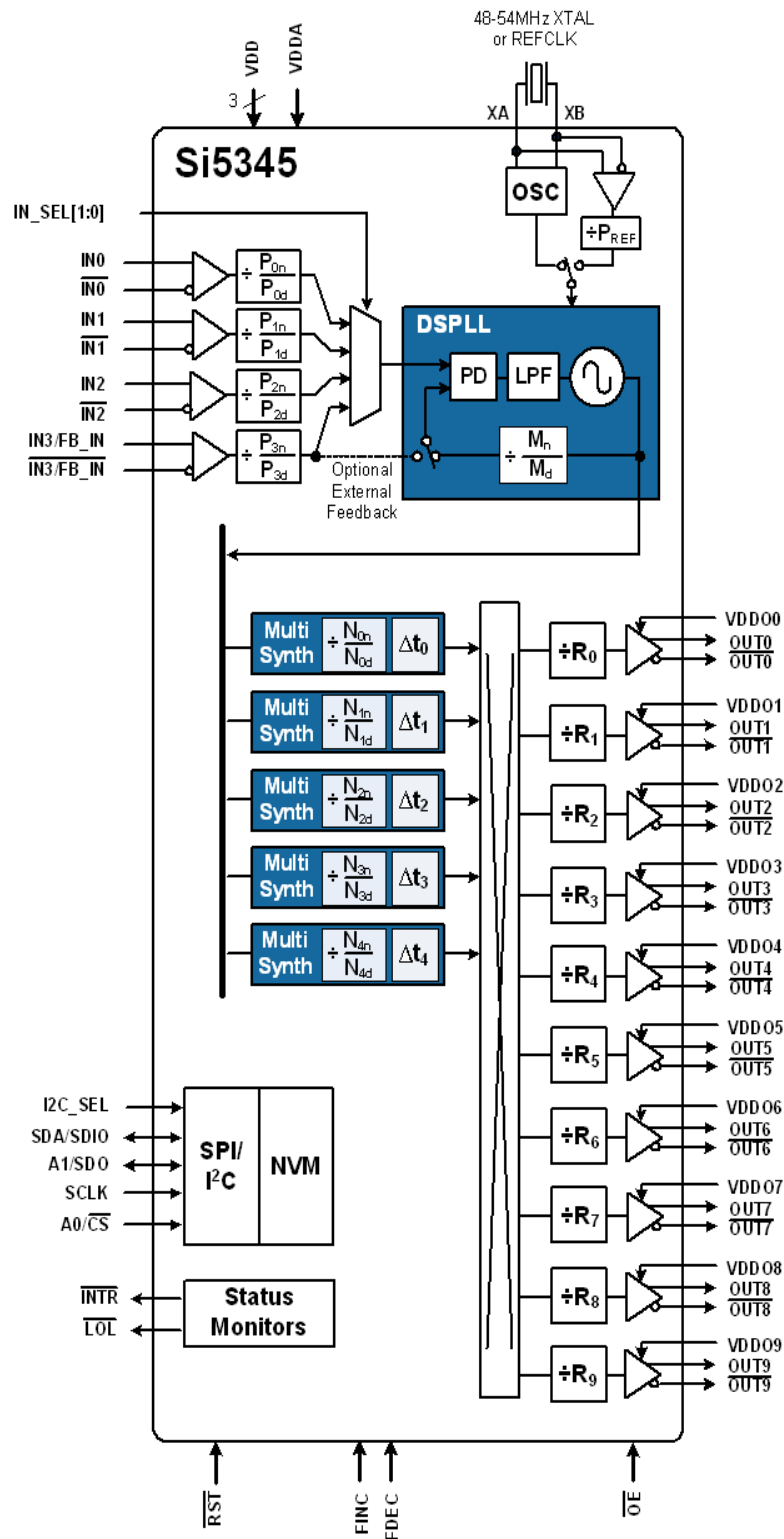 48-54MHz XTAL
or REFCLK
VDD
VDDA
3
XA
XB
Si5345
IN_SEL[1:0]
OSC
÷PREF
IN0
IN0
÷ P0n
P0d
IN1
IN1
÷ P1n
P1d
IN2
IN2
÷ P2n
P2d
IN3/FB_IN
IN3/FB_IN
÷ P3n
P3d
DSPLL
PD
LPF
÷ Mn
Md
Optional
External
Feedback
Multi
Synth
÷ N0n
N0d
Δt0
Multi
Synth
÷ N1n
N1d
Δt1
Multi
Synth
÷ N2n
N2d
Δt2
Multi
Synth
÷ N3n
N3d
Δt3
Multi
Synth
÷ N4n
N4d
Δt4
÷R0
VDDO0
OUT0
OUT0
÷R1
VDDO1
OUT1
OUT1
÷R2
VDDO2
OUT2
OUT2
÷R3
VDDO3
OUT3
OUT3
÷R4
VDDO4
OUT4
OUT4
÷R5
VDDO5
OUT5
OUT5
÷R6
VDDO6
OUT6
OUT6
÷R7
VDDO7
OUT7
OUT7
÷R8
VDDO8
OUT8
OUT8
÷R9
VDDO9
OUT9
OUT9
I2C_SEL
SDA/SDIO
A1/SDO
SCLK
A0/CS
SPI/
I²C
NVM
INTR
LOL
Status
Monitors
RST
FINC
FDEC
OE